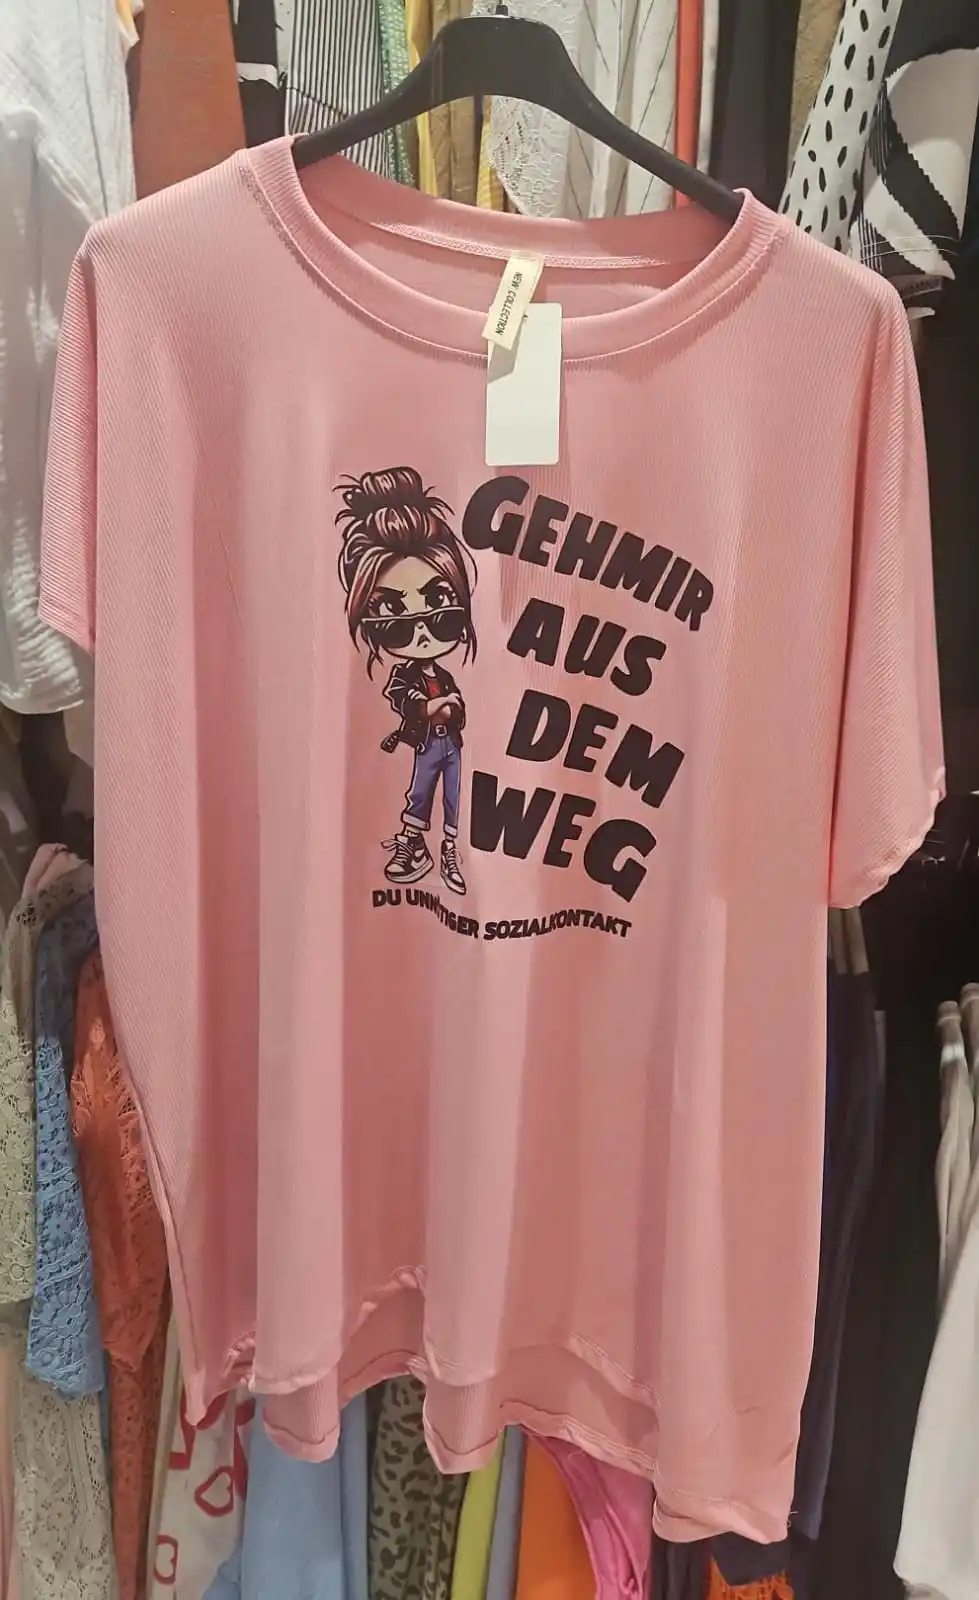 NEW COLLECTION
GEHMIR
AUS
DEM
WEG
DU UNNÖTIGER SOZIALKONTAKT